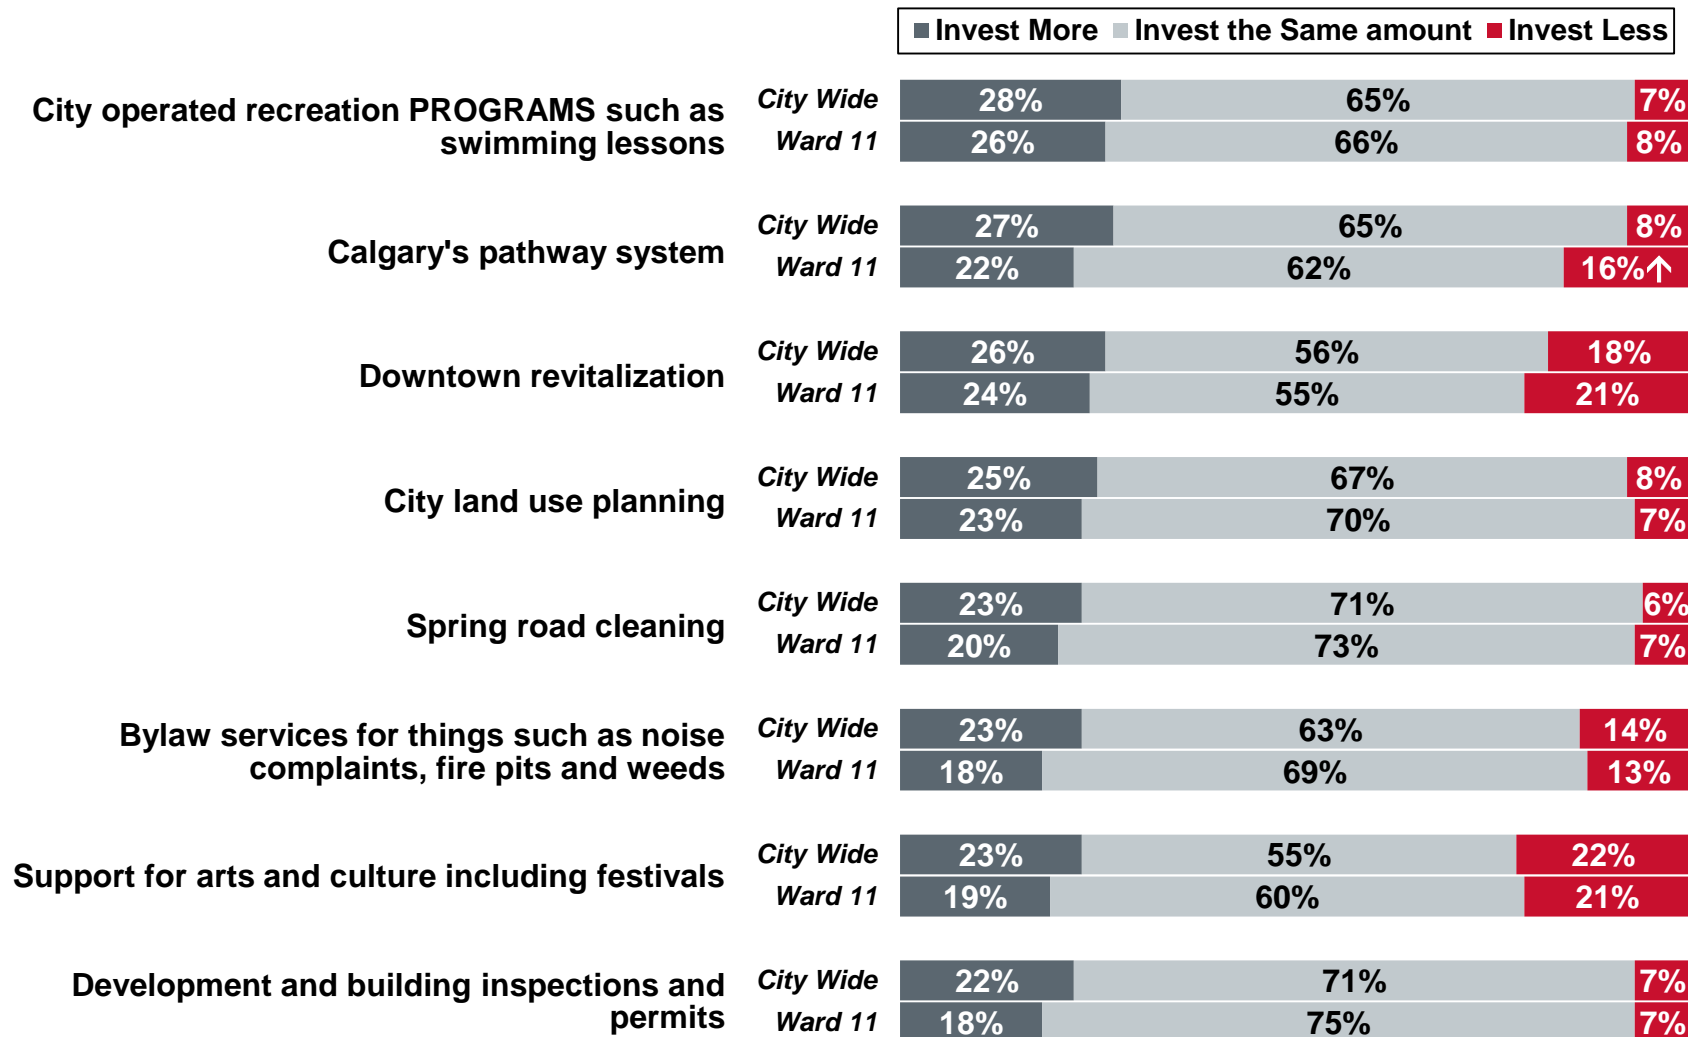 Invest More Invest the Same amount Invest Less
City operated recreation PROGRAMS such as
swimming lessons
City Wide 28% 65% 7%
Ward 11 26% 66% 8%
Calgary's pathway system
City Wide 27% 65% 8%
Ward 11 22% 62% 16%↑
Downtown revitalization
City Wide 26% 56% 18%
Ward 11 24% 55% 21%
City land use planning
City Wide 25% 67% 8%
Ward 11 23% 70% 7%
Spring road cleaning
City Wide 23% 71% 6%
Ward 11 20% 73% 7%
Bylaw services for things such as noise
complaints, fire pits and weeds
City Wide 23% 63% 14%
Ward 11 18% 69% 13%
Support for arts and culture including festivals
City Wide 23% 55% 22%
Ward 11 19% 60% 21%
Development and building inspections and
permits
City Wide 22% 71% 7%
Ward 11 18% 75% 7%